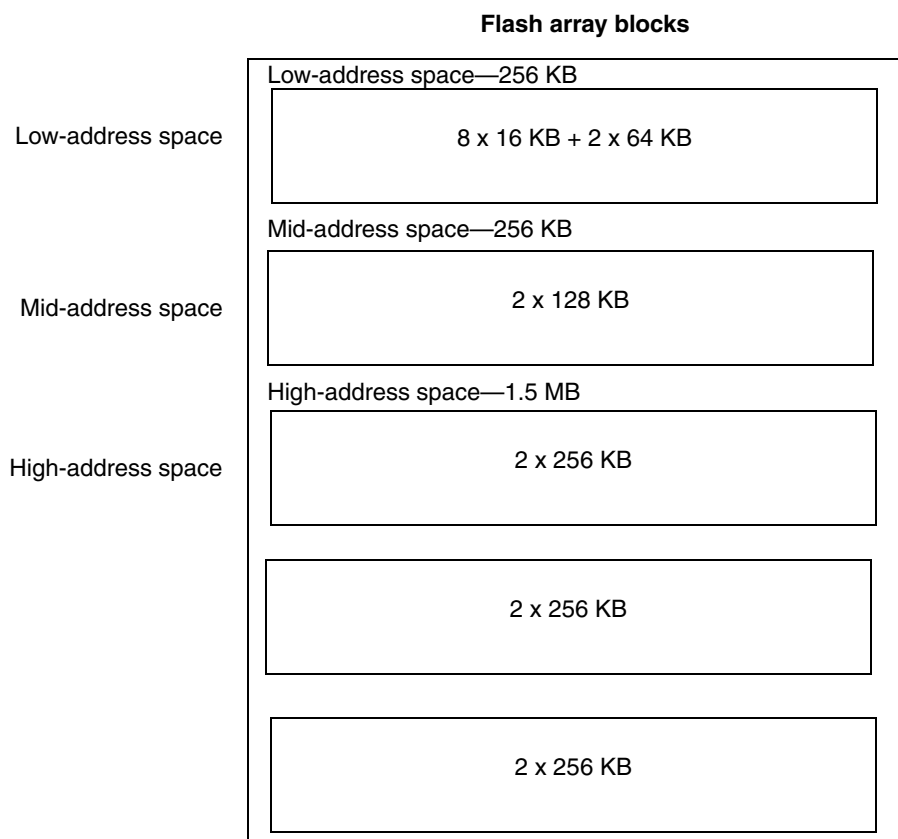 Flash array blocks
Low-address space—256 KB
Low-address space
8 x 16 KB + 2 x 64 KB
Mid-address space—256 KB
Mid-address space
2 x 128 KB
High-address space—1.5 MB
High-address space
2 x 256 KB
2 x 256 KB
2 x 256 KB